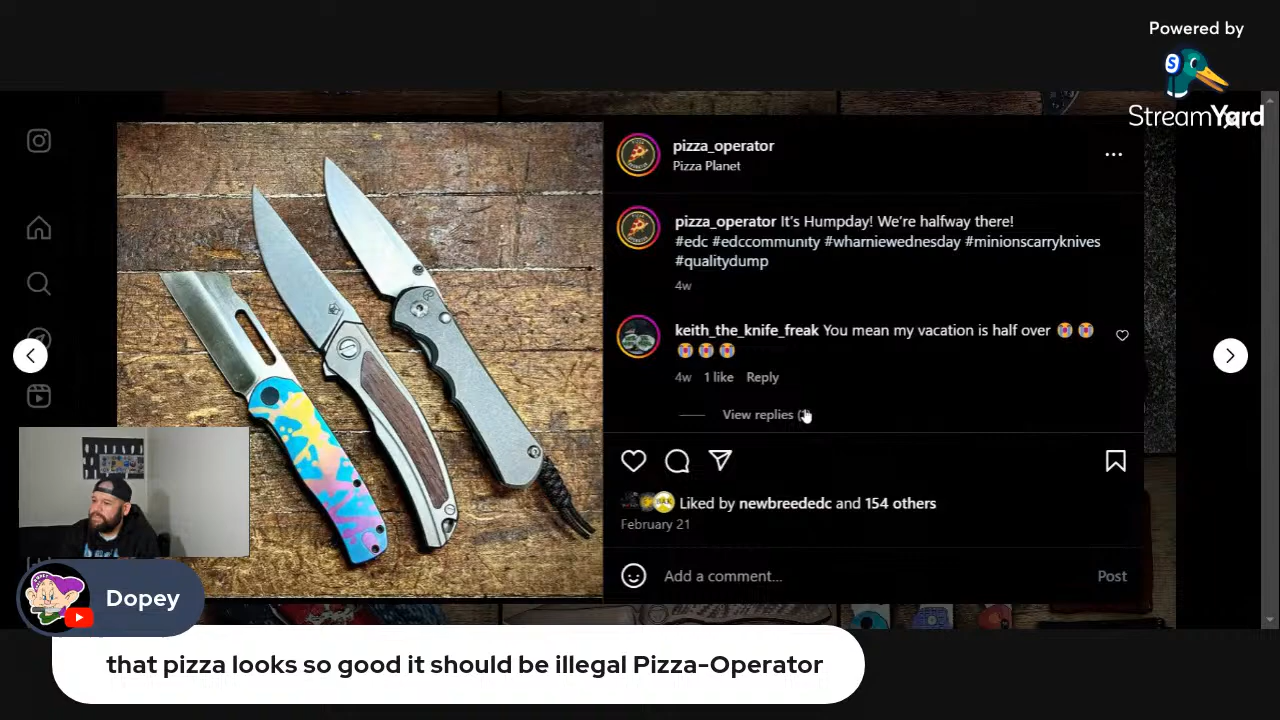 Powered by
StreamYard
pizza_operator
Pizza Planet
pizza_operator It's Humpday! We're halfway there!
#edc #edccommunity #wharniewednesday #minionscarryknives
#qualitydump
4w
keith_the_knife_freak You mean my vacation is half over 😭 😭
😭 😭 😭
4w 1 like Reply
View replies
Liked by newbreededc and 154 others
February 21
Add a comment... Post
Dopey
that pizza looks so good it should be illegal Pizza-Operator